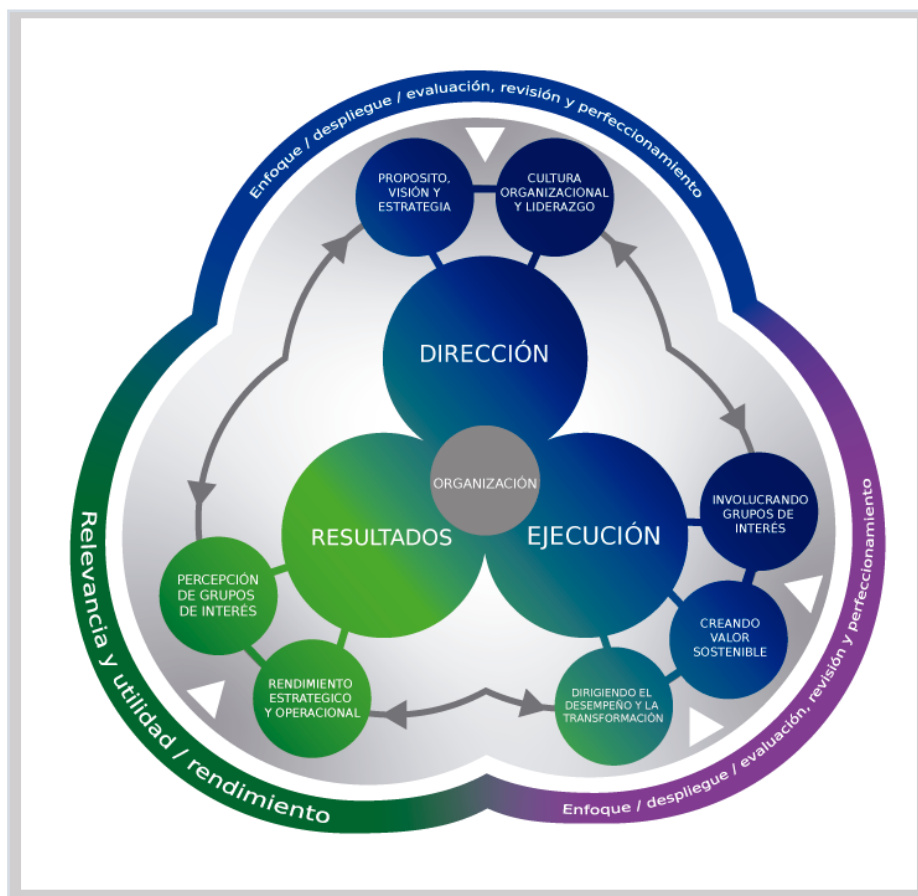 Enfoque / despliegue / evaluación, revisión y perfeccionamiento
PROPOSITO,
VISIÓN Y
ESTRATEGIA
CULTURA
ORGANIZACIONAL
Y LIDERAZGO
DIRECCIÓN
ORGANIZACIÓN
RESULTADOS
EJECUCIÓN
INVOLUCRANDO
GRUPOS DE
INTERÉS
CREANDO
VALOR
SOSTENIBLE
DIRIGIENDO EL
DESEMPEÑO Y LA
TRANSFORMACIÓN
PERCEPCIÓN
DE GRUPOS
DE INTERÉS
RENDIMIENTO
ESTRATEGICO
Y OPERACIONAL
Relevancia y utilidad / rendimiento
Enfoque / despliegue / evaluación, revisión y perfeccionamiento